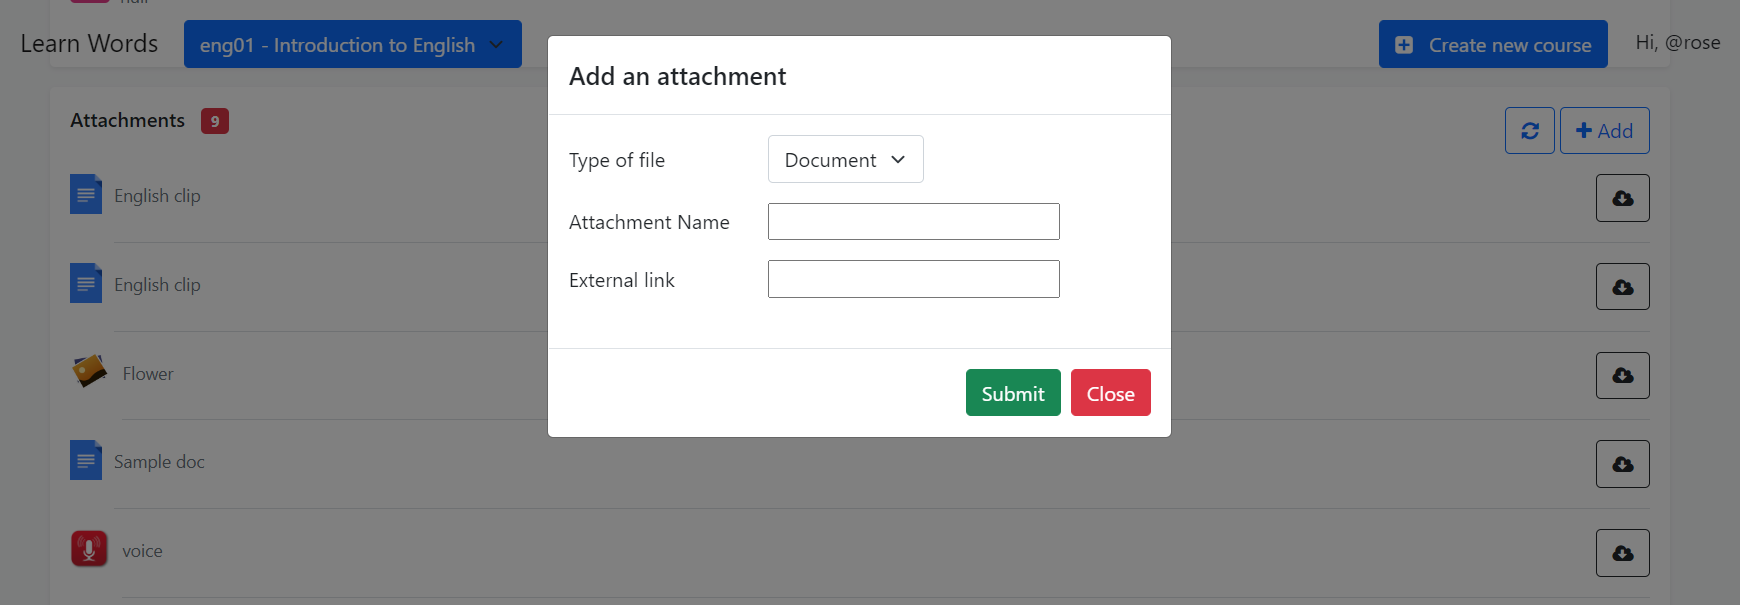 Learn Words
eng01 - Introduction to English
Create new course
Hi, @rose
Add an attachment
Type of file
Document
Attachment Name
External link
Submit
Close
Attachments 9
Add
English clip
English clip
Flower
Sample doc
voice